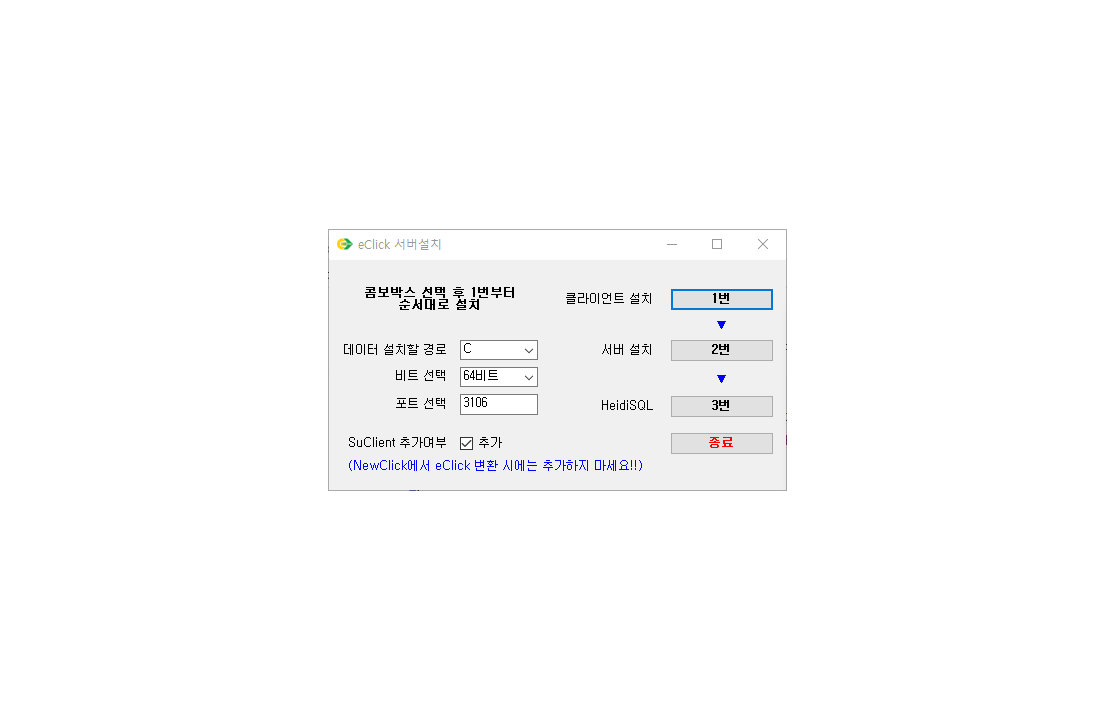 eClick 서버설치
콤보박스 선택 후 1번부터
순서대로 설치
클라이언트 설치 1번
▼
데이터 설치할 경로 C 서버 설치 2번
비트 선택 64비트 ▼
포트 선택 3106 HeidiSQL 3번
SuClient 추가여부 추가 종료
(NewClick에서 eClick 변환 시에는 추가하지 마세요!!)